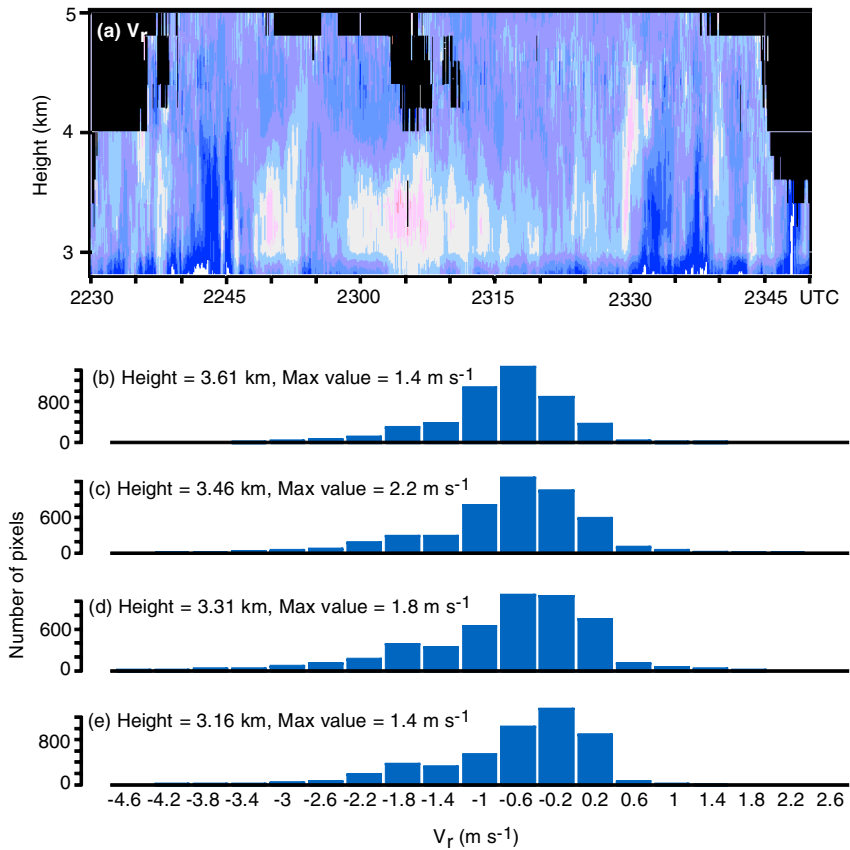 (a) Vr
5
4
3
Height (km)
2230 2245 2300 2315 2330 2345 UTC
(b) Height = 3.61 km, Max value = 1.4 m s-1
800
0
(c) Height = 3.46 km, Max value = 2.2 m s-1
600
0
Number of pixels
(d) Height = 3.31 km, Max value = 1.8 m s-1
600
0
(e) Height = 3.16 km, Max value = 1.4 m s-1
800
0
-4.6 -4.2 -3.8 -3.4 -3 -2.6 -2.2 -1.8 -1.4 -1 -0.6 -0.2 0.2 0.6 1 1.4 1.8 2.2 2.6
Vr (m s-1)